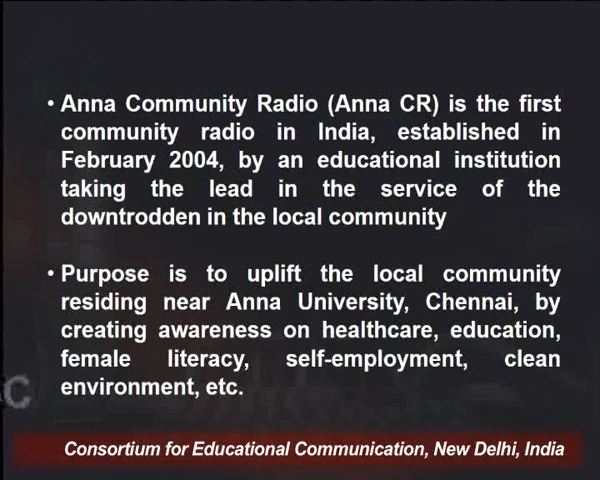 • Anna Community Radio (Anna CR) is the first
community radio in India, established in
February 2004, by an educational institution
taking the lead in the service of the
downtrodden in the local community
• Purpose is to uplift the local community
residing near Anna University, Chennai, by
creating awareness on healthcare, education,
female literacy, self-employment, clean
environment, etc.
Consortium for Educational Communication, New Delhi, India